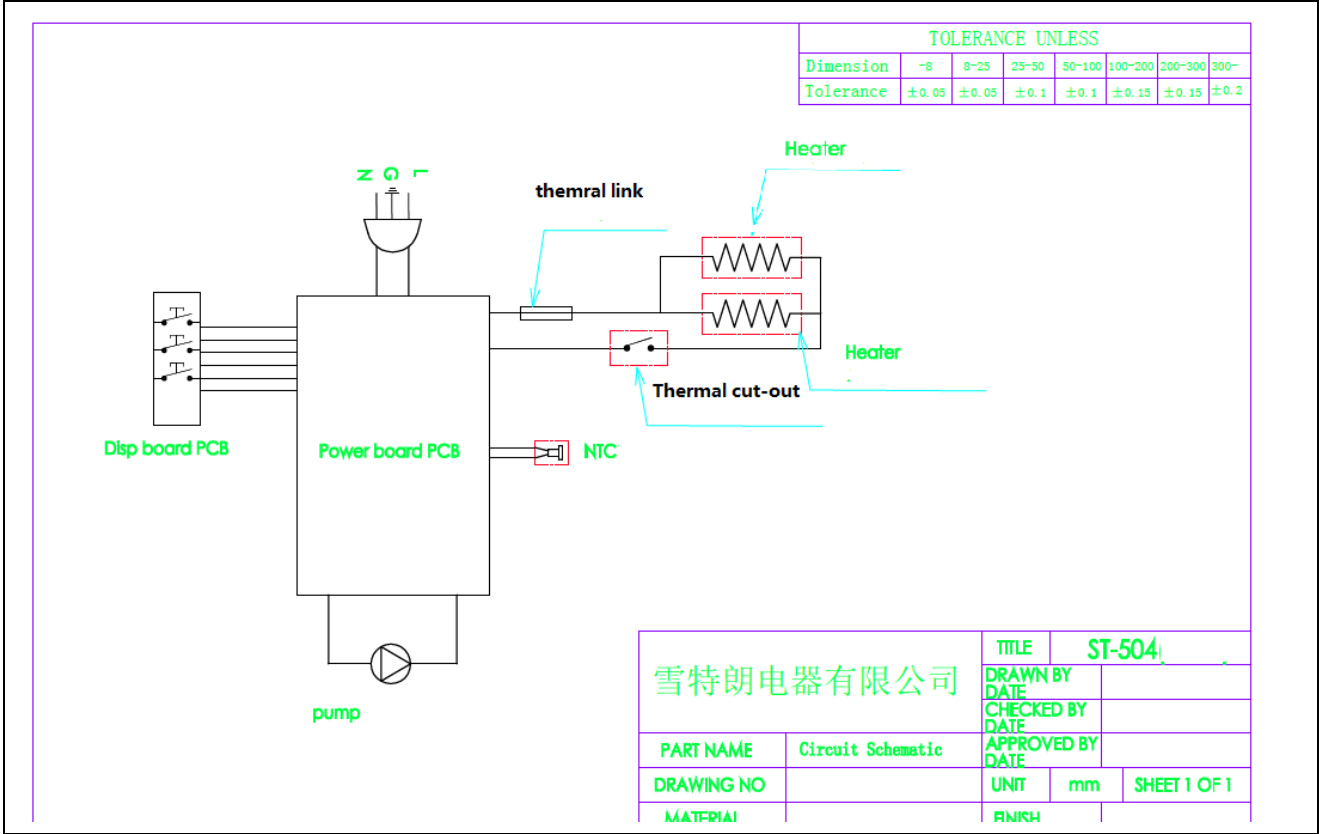 TOLERANCE UNLESS
Dimension -8 8-25 25-50 50-100 100-200 200-300 300-
Tolerance ±0.05 ±0.05 ±0.1 ±0.1 ±0.15 ±0.15 ±0.2
Heater
N G L
themral link
Heater
Thermal cut-out
Disp board PCB
Power board PCB
NTC
pump
雪特朗电器有限公司
TITLE ST-504
DRAWN BY
DATE
CHECKED BY
DATE
PART NAME Circuit Schematic
APPROVED BY
DATE
DRAWING NO
UNIT mm SHEET 1 OF 1
MATERIAL
FINISH